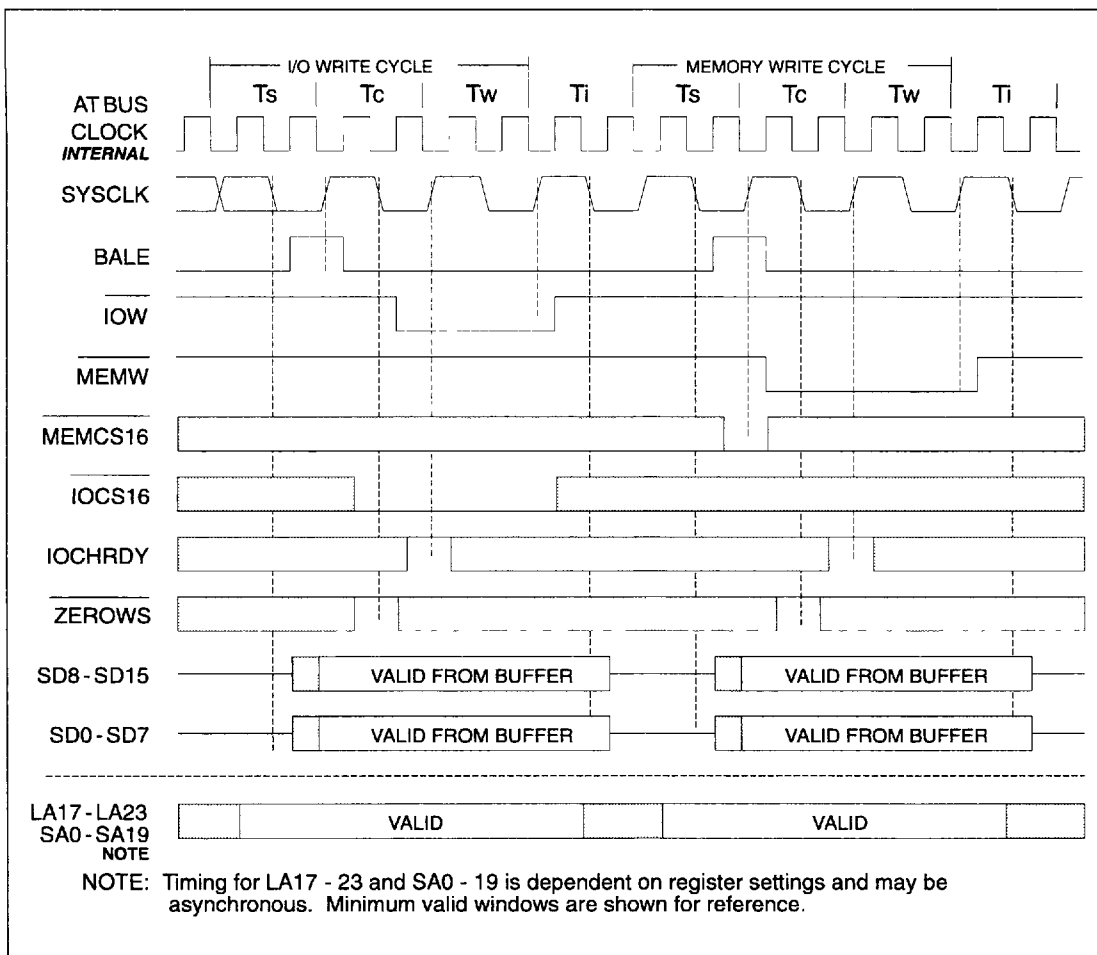 I/O WRITE CYCLE MEMORY WRITE CYCLE
Ts Tc Tw Ti Ts Tc Tw Ti
AT BUS
CLOCK
INTERNAL
SYSCLK
BALE
IOW
MEMW
MEMCS16
IOCS16
IOCHRDY
ZEROWS
SD8 - SD15 VALID FROM BUFFER VALID FROM BUFFER
SD0 - SD7 VALID FROM BUFFER VALID FROM BUFFER
LA17 - LA23
SA0 - SA19 VALID VALID
NOTE
NOTE: Timing for LA17 - 23 and SA0 - 19 is dependent on register settings and may be
asynchronous. Minimum valid windows are shown for reference.